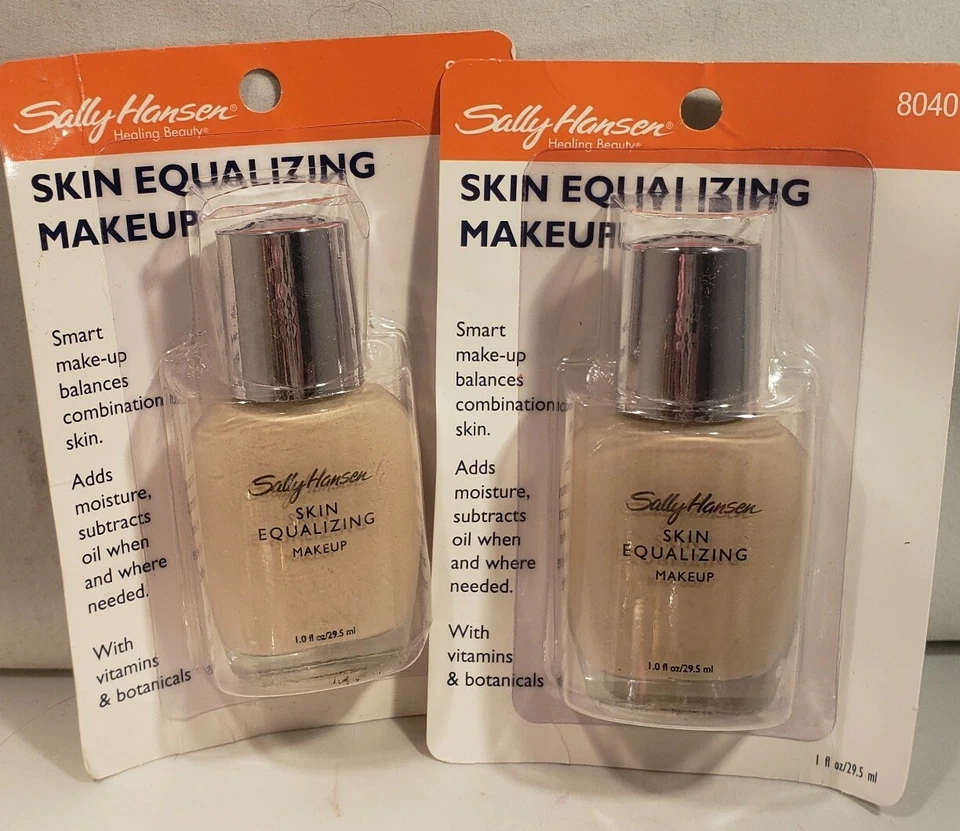 Sally Hansen®
Healing Beauty®
SKIN EQUALIZING
MAKEUP
Smart
make-up
balances
combination
skin.
Adds
moisture,
subtracts
oil when
and where
needed.
With
vitamins
& botanicals
Sally Hansen
SKIN
EQUALIZING
MAKEUP
1.0 fl oz/29.5 ml
Sally Hansen®
Healing Beauty®
8040
SKIN EQUALIZING
MAKEUP
Smart
make-up
balances
combination
skin.
Adds
moisture,
subtracts
oil when
and where
needed.
With
vitamins
& botanicals
Sally Hansen
SKIN
EQUALIZING
MAKEUP
1.0 fl oz/29.5 ml
1 fl oz/29.5 ml